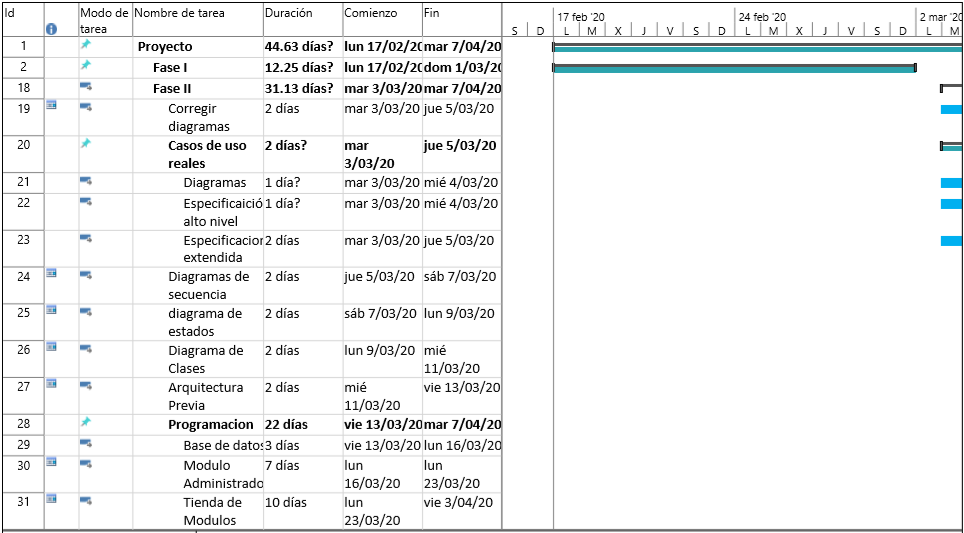 Id Modo de tarea Nombre de tarea Duración Comienzo Fin
17 feb '20 24 feb '20 2 mar '20
S D L M X J V S D L M X J V S D L M
1 Proyecto 44.63 días? lun 17/02/20 mar 7/04/20
2 Fase I 12.25 días? lun 17/02/20 dom 1/03/20
18 Fase II 31.13 días? mar 3/03/20 mar 7/04/20
19 Corregir diagramas 2 días mar 3/03/20 jue 5/03/20
20 Casos de uso reales 2 días? mar 3/03/20 jue 5/03/20
21 Diagramas 1 día? mar 3/03/20 mié 4/03/20
22 Especificaició alto nivel 1 día? mar 3/03/20 mié 4/03/20
23 Especificacior extendida 2 días mar 3/03/20 jue 5/03/20
24 Diagramas de secuencia 2 días jue 5/03/20 sáb 7/03/20
25 diagrama de estados 2 días sáb 7/03/20 lun 9/03/20
26 Diagrama de Clases 2 días lun 9/03/20 mié 11/03/20
27 Arquitectura Previa 2 días mié 11/03/20 vie 13/03/20
28 Programacion 22 días vie 13/03/20 mar 7/04/20
29 Base de datos 3 días vie 13/03/20 lun 16/03/20
30 Modulo Administrado 7 días lun 16/03/20 lun 23/03/20
31 Tienda de Modulos 10 días lun 23/03/20 vie 3/04/20